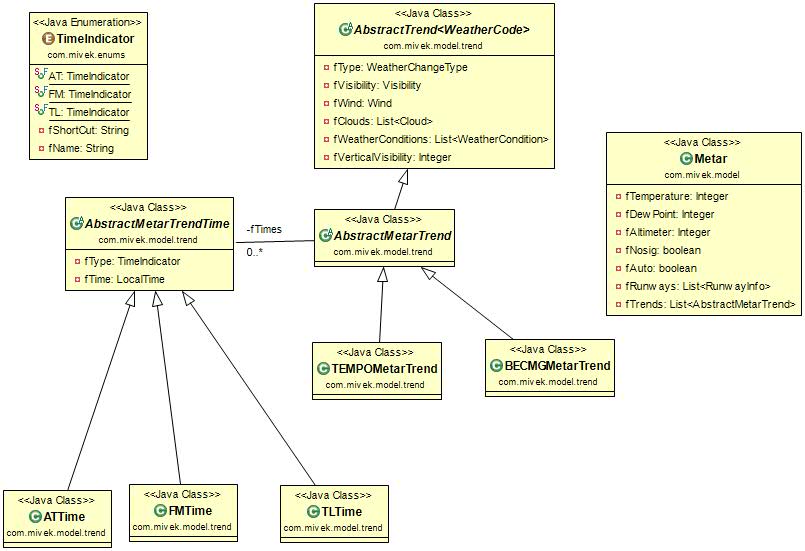 <<Java Enumeration>>
TimeIndicator
com.mivek.enums
AT: TimeIndicator
FM: TimeIndicator
TL: TimeIndicator
fShortCut: String
fName: String
<<Java Class>>
AbstractTrend<WeatherCode>
com.mivek.model.trend
fType: WeatherChangeType
fVisibility: Visibility
fWind: Wind
fClouds: List<Cloud>
fWeatherConditions: List<WeatherCondition>
fVerticalVisibility: Integer
<<Java Class>>
Metar
com.mivek.model
fTemperature: Integer
fDewPoint: Integer
fAltimeter: Integer
fNosig: boolean
fAuto: boolean
fRunways: List<RunwayInfo>
fTrends: List<AbstractMetarTrend>
<<Java Class>>
AbstractMetarTrendTime
com.mivek.model.trend
fType: TimeIndicator
fTime: LocalTime
-fTimes
0..*
<<Java Class>>
AbstractMetarTrend
com.mivek.model.trend
<<Java Class>>
TEMPOMetarTrend
com.mivek.model.trend
<<Java Class>>
BECMGMetarTrend
com.mivek.model.trend
<<Java Class>>
ATTime
com.mivek.model.trend
<<Java Class>>
FMTime
com.mivek.model.trend
<<Java Class>>
TLTime
com.mivek.model.trend